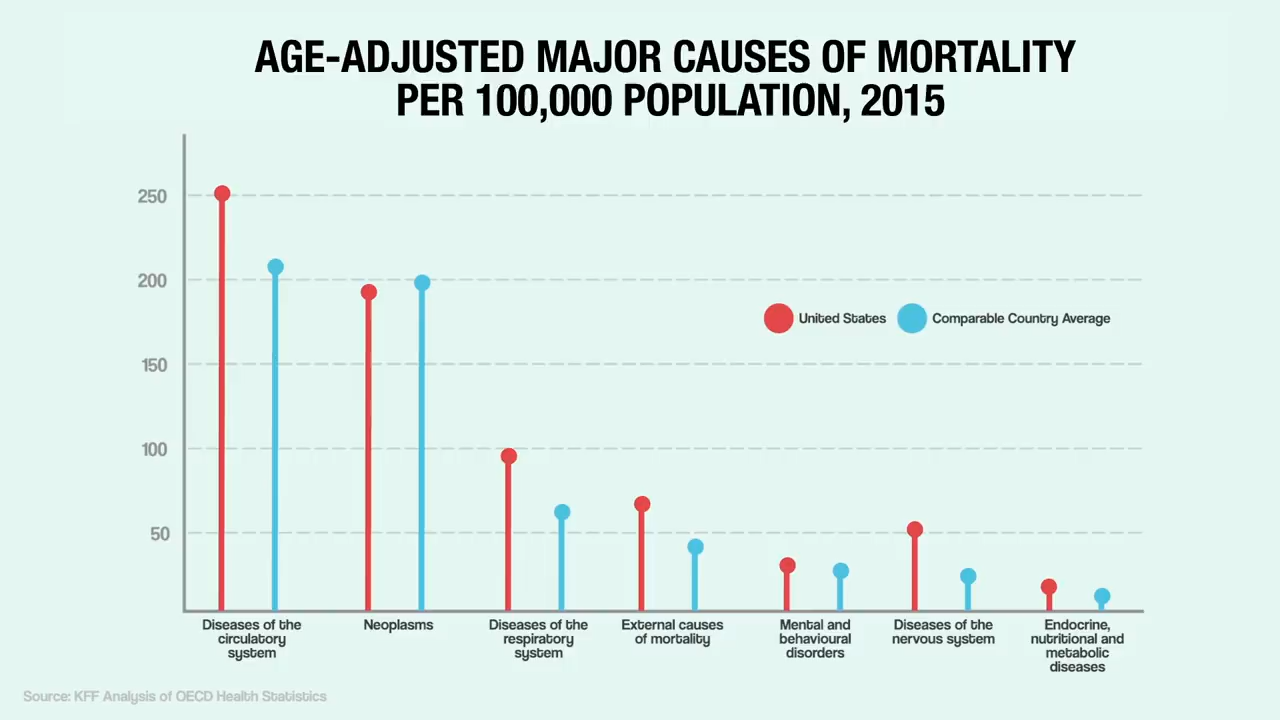 AGE-ADJUSTED MAJOR CAUSES OF MORTALITY
PER 100,000 POPULATION, 2015
250
200
150
100
50
United States
Comparable Country Average
Diseases of the
circulatory
system
Neoplasms
Diseases of the
respiratory
system
External causes
of mortality
Mental and
behavioural
disorders
Diseases of the
nervous system
Endocrine,
nutritional and
metabolic
diseases
Source: KFF Analysis of OECD Health Statistics